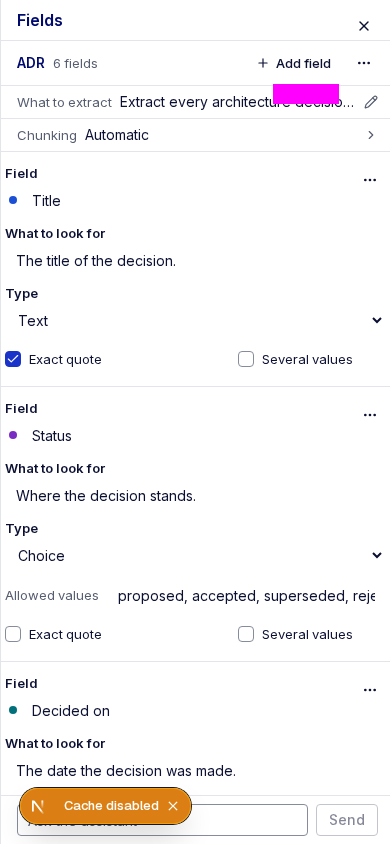 Fields
ADR 6 fields Add field
What to extract Extract every architecture decisio…
Chunking Automatic
Field
Title
What to look for
The title of the decision.
Type
Text
Exact quote Several values
Field
Status
What to look for
Where the decision stands.
Type
Choice
Allowed values proposed, accepted, superseded, reje
Exact quote Several values
Field
Decided on
What to look for
The date the decision was made.
Cache disabled
Send